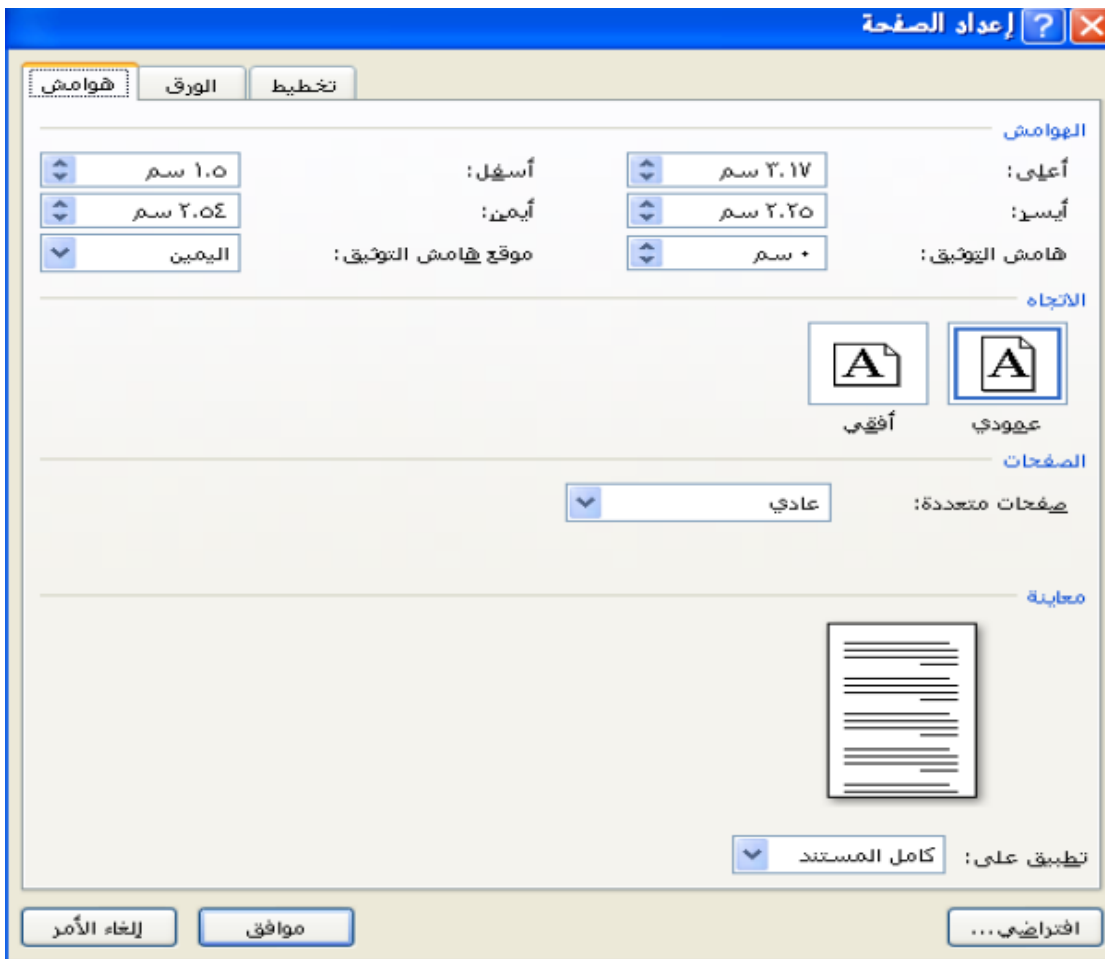 إعداد الصفحة
هوامش الورق تخطيط
الهوامش
أعلى: ٣.١٧ سم أسفل: ١.٥ سم
أيسر: ٢.٢٥ سم أيمن: ٢.٥٤ سم
هامش التوثيق: ٠ سم موقع هامش التوثيق: اليمين
الاتجاه
A A
عمودي أفقي
الصفحات
صفحات متعددة: عادي
معاينة
تطبيق على: كامل المستند
افتراضي... موافق إلغاء الأمر